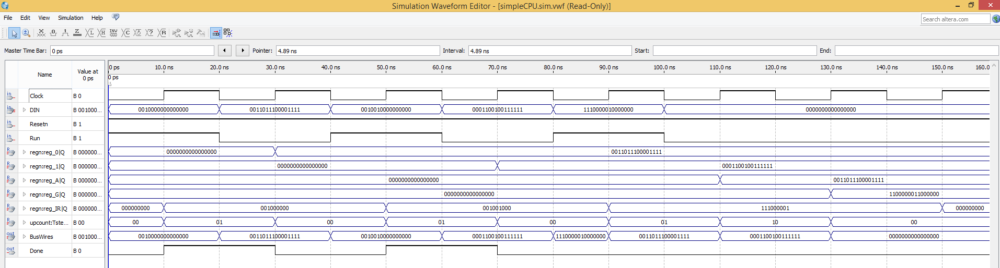 Simulation Waveform Editor - [simpleCPU.sim.vwf (Read-Only)]
File Edit View Simulation Help
Search altera.com
Master Time Bar: 0 ps Pointer: 4.89 ns Interval: 4.89 ns Start: End:
Name Value at 0 ps 0 ps 10.0 ns 20.0 ns 30.0 ns 40.0 ns 50.0 ns 60.0 ns 70.0 ns 80.0 ns 90.0 ns 100.0 ns 110.0 ns 120.0 ns 130.0 ns 140.0 ns 150.0 ns 160.0
0 ps
in Clock B 0
in DIN B 001000... 0010000000000000 0011011100001111 0010010000000000 0001100100111111 1110000010000000 0000000000000000
in Resetn B 1
in Run B 1
R regn:reg_0|Q B 000000... 0000000000000000 0011011100001111
R regn:reg_1|Q B 000000... 0000000000000000 0001100100111111
B regn:reg_A|Q B 000000... 0000000000000000 0011011100001111
R regn:reg_G|Q B 000000... 0000000000000000 1100000011000000
R regn:reg_IR|Q B 000000... 000000000 001000000 001001000 111000001 000000000
R upcount:Tste... B 00 00 01 00 01 00 01 10 00
out BusWires B 001000... 0010000000000000 0011011100001111 0010010000000000 0001100100111111 1110000010000000 0011011100001111 0001100100111111 0000000000000000
out Done B 0